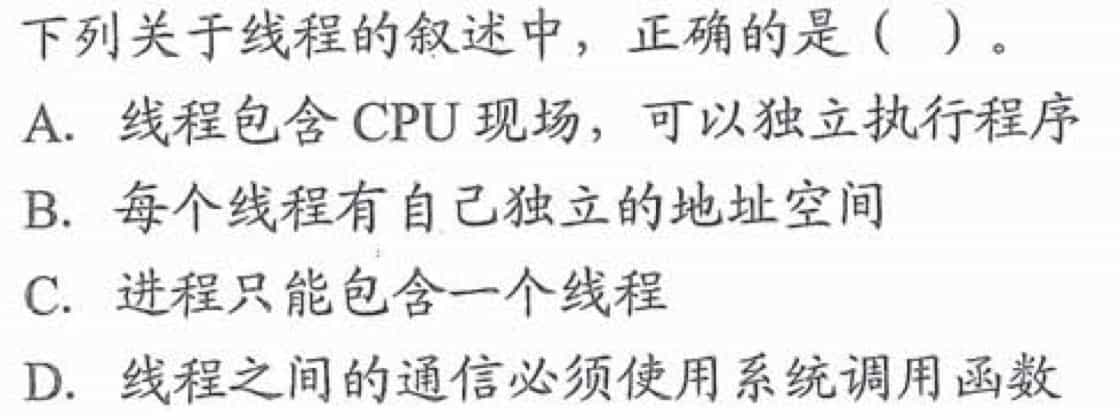 下列关于线程的叙述中，正确的是（ ）。
A. 线程包含 CPU 现场，可以独立执行程序
B. 每个线程有自己独立的地址空间
C. 进程只能包含一个线程
D. 线程之间的通信必须使用系统调用函数